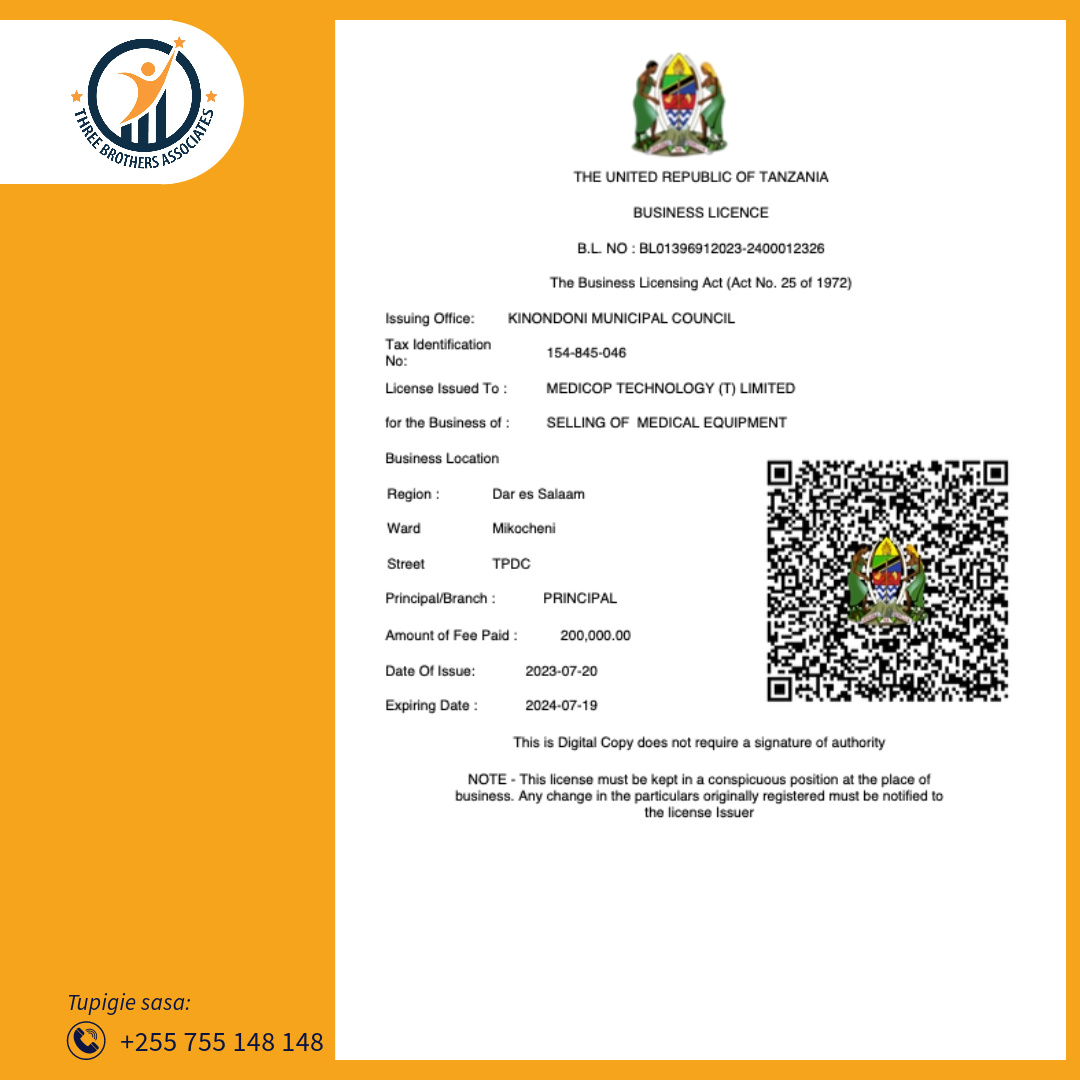 THREE BROTHERS ASSOCIATES
THE UNITED REPUBLIC OF TANZANIA
BUSINESS LICENCE
B.L. NO : BL01396912023-2400012326
The Business Licensing Act (Act No. 25 of 1972)
Issuing Office: KINONDONI MUNICIPAL COUNCIL
Tax Identification
No: 154-845-046
License Issued To : MEDICOP TECHNOLOGY (T) LIMITED
for the Business of : SELLING OF MEDICAL EQUIPMENT
Business Location
Region : Dar es Salaam
Ward Mikocheni
Street TPDC
Principal/Branch : PRINCIPAL
Amount of Fee Paid : 200,000.00
Date Of Issue: 2023-07-20
Expiring Date : 2024-07-19
This is Digital Copy does not require a signature of authority
NOTE - This license must be kept in a conspicuous position at the place of
business. Any change in the particulars originally registered must be notified to
the license Issuer
Tupigie sasa:
+255 755 148 148